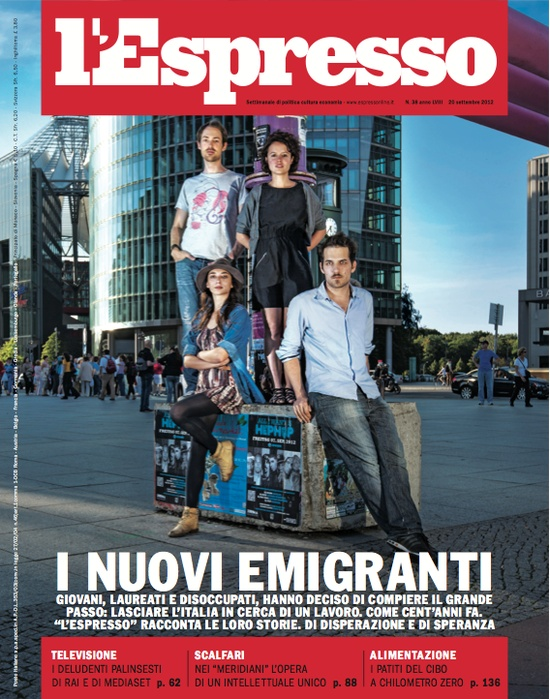 l'Espresso
Settimanale di politica cultura economia - www.espressonline.it N. 38 anno LVIII 20 settembre 2012
I NUOVI EMIGRANTI
GIOVANI, LAUREATI E DISOCCUPATI, HANNO DECISO DI COMPIERE IL GRANDE
PASSO: LASCIARE L'ITALIA IN CERCA DI UN LAVORO. COME CENT'ANNI FA.
"L'ESPRESSO" RACCONTA LE LORO STORIE. DI DISPERAZIONE E DI SPERANZA
TELEVISIONE
I DELUDENTI PALINSESTI
DI RAI E DI MEDIASET p. 62
SCALFARI
NEI "MERIDIANI" L'OPERA
DI UN INTELLETTUALE UNICO p. 88
ALIMENTAZIONE
I PATITI DEL CIBO
A CHILOMETRO ZERO p. 136
HIPHOP